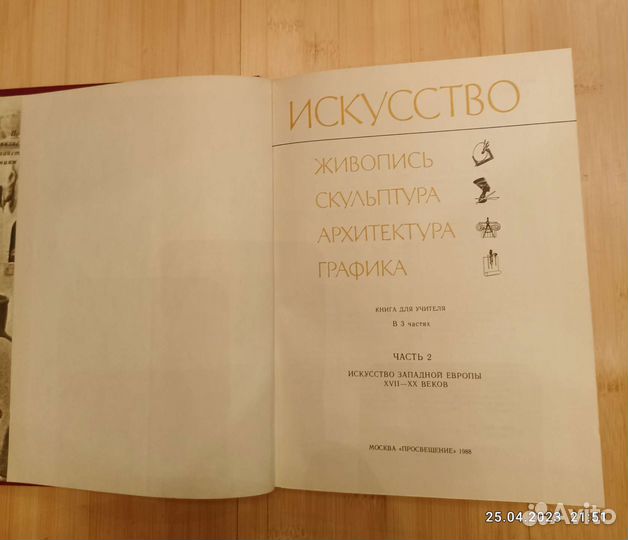 ИСКУССТВО
ЖИВОПИСЬ
СКУЛЬПТУРА
АРХИТЕКТУРА
ГРАФИКА
КНИГА ДЛЯ УЧИТЕЛЯ
В 3 частях
ЧАСТЬ 2
ИСКУССТВО ЗАПАДНОЙ ЕВРОПЫ
XVII—XX ВЕКОВ
МОСКВА «ПРОСВЕЩЕНИЕ» 1988
Avito
25.04.2023 21:51